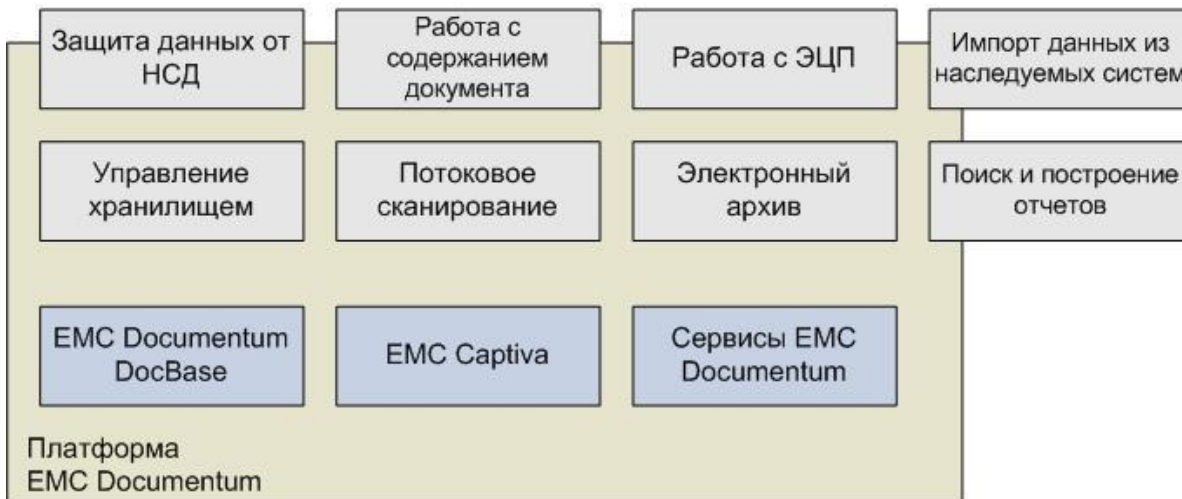 Защита данных от
НСД
Работа с
содержанием
документа
Работа с ЭЦП
Импорт данных из
наследуемых систем
Управление
хранилищем
Потоковое
сканирование
Электронный
архив
Поиск и построение
отчетов
EMC Documentum
DocBase
EMC Captiva
Сервисы EMC
Documentum
Платформа
EMC Documentum